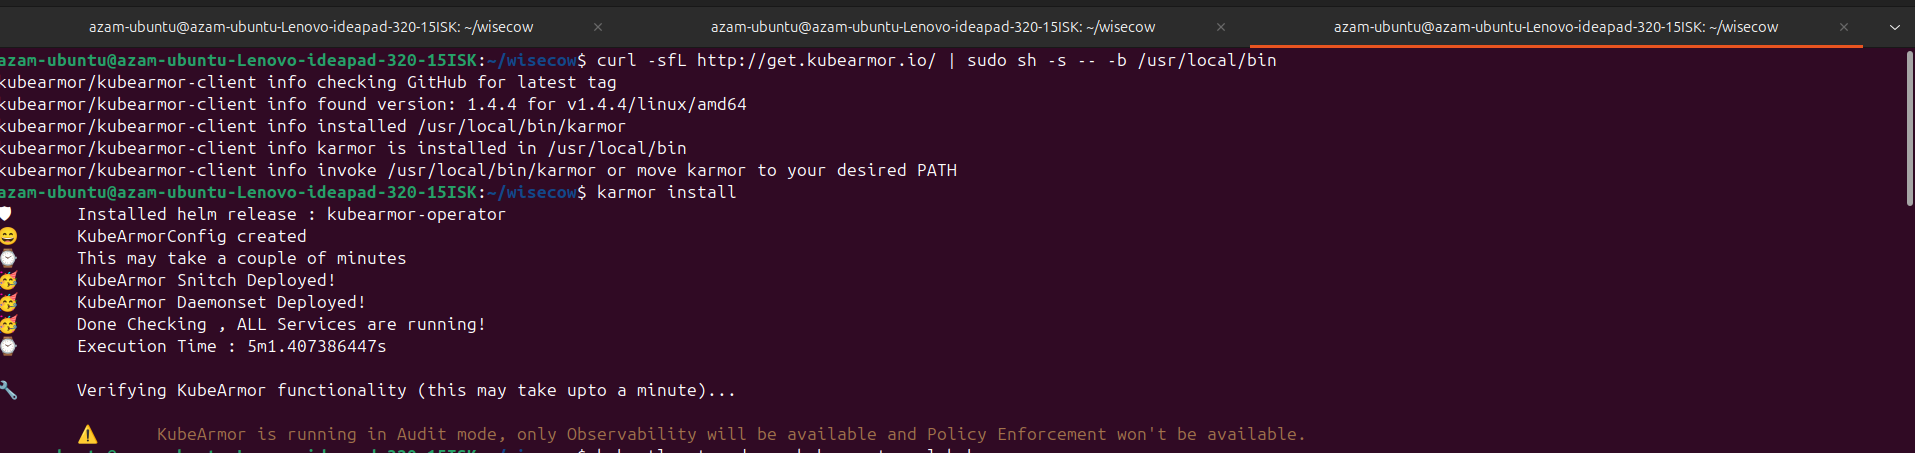 azam-ubuntu@azam-ubuntu-Lenovo-ideapad-320-15ISK: ~/wisecow × azam-ubuntu@azam-ubuntu-Lenovo-ideapad-320-15ISK: ~/wisecow × azam-ubuntu@azam-ubuntu-Lenovo-ideapad-320-15ISK: ~/wisecow ×
azam-ubuntu@azam-ubuntu-Lenovo-ideapad-320-15ISK:~/wisecow$ curl -sfL http://get.kubearmor.io/ | sudo sh -s -- -b /usr/local/bin
kubearmor/kubearmor-client info checking GitHub for latest tag
kubearmor/kubearmor-client info found version: 1.4.4 for v1.4.4/linux/amd64
kubearmor/kubearmor-client info installed /usr/local/bin/karmor
kubearmor/kubearmor-client info karmor is installed in /usr/local/bin
kubearmor/kubearmor-client info invoke /usr/local/bin/karmor or move karmor to your desired PATH
azam-ubuntu@azam-ubuntu-Lenovo-ideapad-320-15ISK:~/wisecow$ karmor install
🛡 Installed helm release : kubearmor-operator
😄 KubeArmorConfig created
⌚ This may take a couple of minutes
🥳 KubeArmor Snitch Deployed!
🥳 KubeArmor Daemonset Deployed!
🥳 Done Checking , ALL Services are running!
⌚ Execution Time : 5m1.407386447s
🔧 Verifying KubeArmor functionality (this may take upto a minute)...
⚠️ KubeArmor is running in Audit mode, only Observability will be available and Policy Enforcement won't be available.